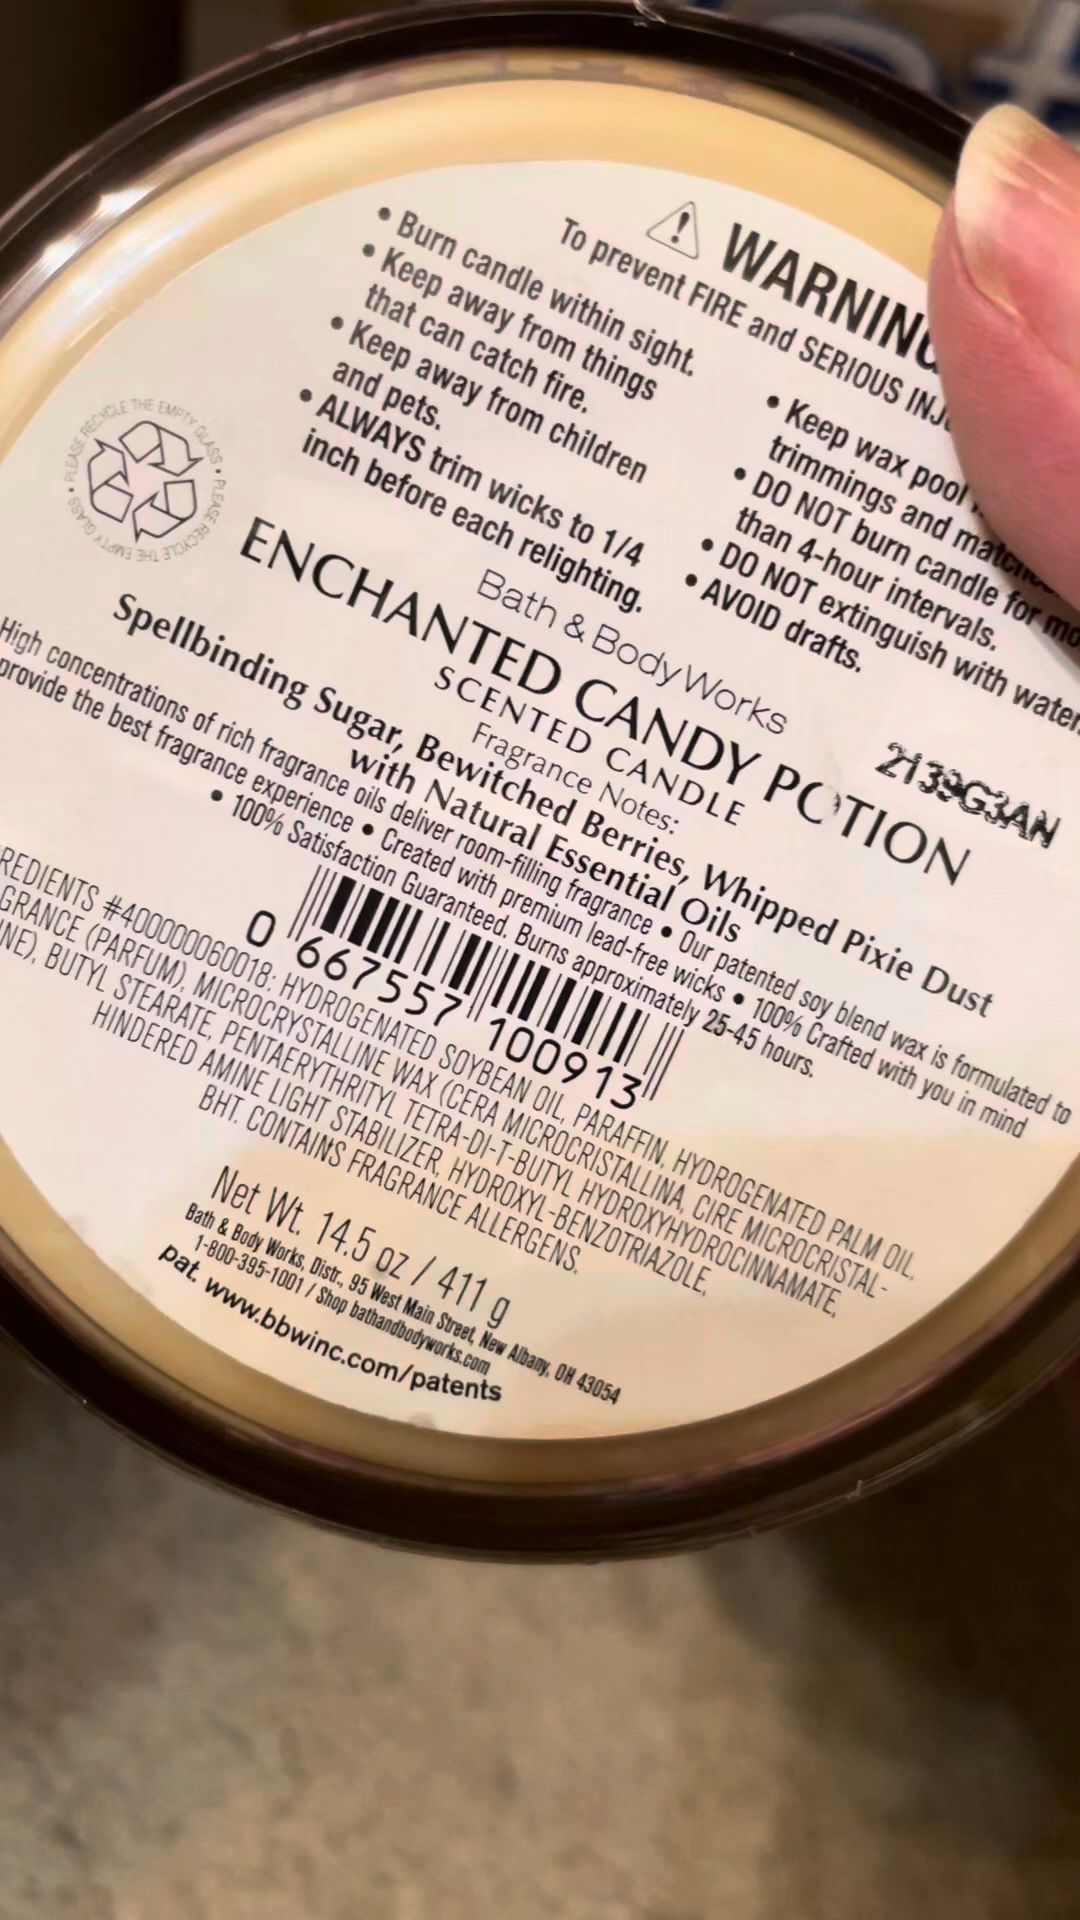 WARNING
To prevent FIRE and SERIOUS INJ
• Burn candle within sight.
• Keep away from things
that can catch fire.
• Keep away from children
and pets.
• ALWAYS trim wicks to 1/4
inch before each relighting.
• Keep wax pool
trimmings and
• DO NOT burn candle for mo
than 4-hour intervals.
• DO NOT extinguish with water.
• AVOID drafts.
PLEASE RECYCLE THE EMPTY GLASS • PLEASE RECYCLE THE EMPTY GLASS •
Bath & Body Works
ENCHANTED CANDY POTION
SCENTED CANDLE
2139G3AN
Fragrance Notes:
Spellbinding Sugar, Bewitched Berries, Whipped Pixie Dust
with Natural Essential Oils
High concentrations of rich fragrance oils deliver room-filling fragrance • Our patented soy blend wax is formulated to
provide the best fragrance experience • Created with premium lead-free wicks • 100% Crafted with you in mind
• 100% Satisfaction Guaranteed. Burns approximately 25-45 hours.
0 667557 100913
REDIENTS #400000060018: HYDROGENATED SOYBEAN OIL, PARAFFIN, HYDROGENATED PALM OIL,
GRANCE (PARFUM), MICROCRYSTALLINE WAX (CERA MICROCRISTALLINA, CIRE MICROCRISTAL-
INE), BUTYL STEARATE, PENTAERYTHRITYL TETRA-DI-T-BUTYL HYDROXYHYDROCINNAMATE,
HINDERED AMINE LIGHT STABILIZER, HYDROXYL-BENZOTRIAZOLE,
BHT. CONTAINS FRAGRANCE ALLERGENS.
Net Wt. 14.5 oz / 411 g
Bath & Body Works, Distr., 95 West Main Street, New Albany, OH 43054
1-800-395-1001 / Shop bathandbodyworks.com
pat. www.bbwinc.com/patents